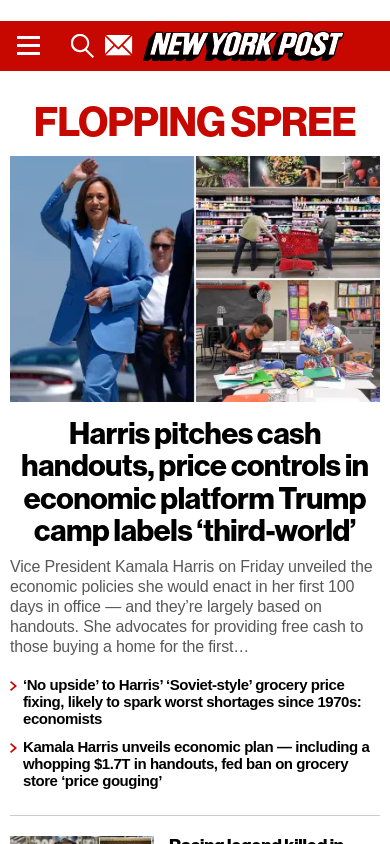 NEW YORK POST
FLOPPING SPREE
Harris pitches cash
handouts, price controls in
economic platform Trump
camp labels ‘third-world’
Vice President Kamala Harris on Friday unveiled the
economic policies she would enact in her first 100
days in office — and they’re largely based on
handouts. She advocates for providing free cash to
those buying a home for the first…
‘No upside’ to Harris’ ‘Soviet-style’ grocery price
fixing, likely to spark worst shortages since 1970s:
economists
Kamala Harris unveils economic plan — including a
whopping $1.7T in handouts, fed ban on grocery
store ‘price gouging’